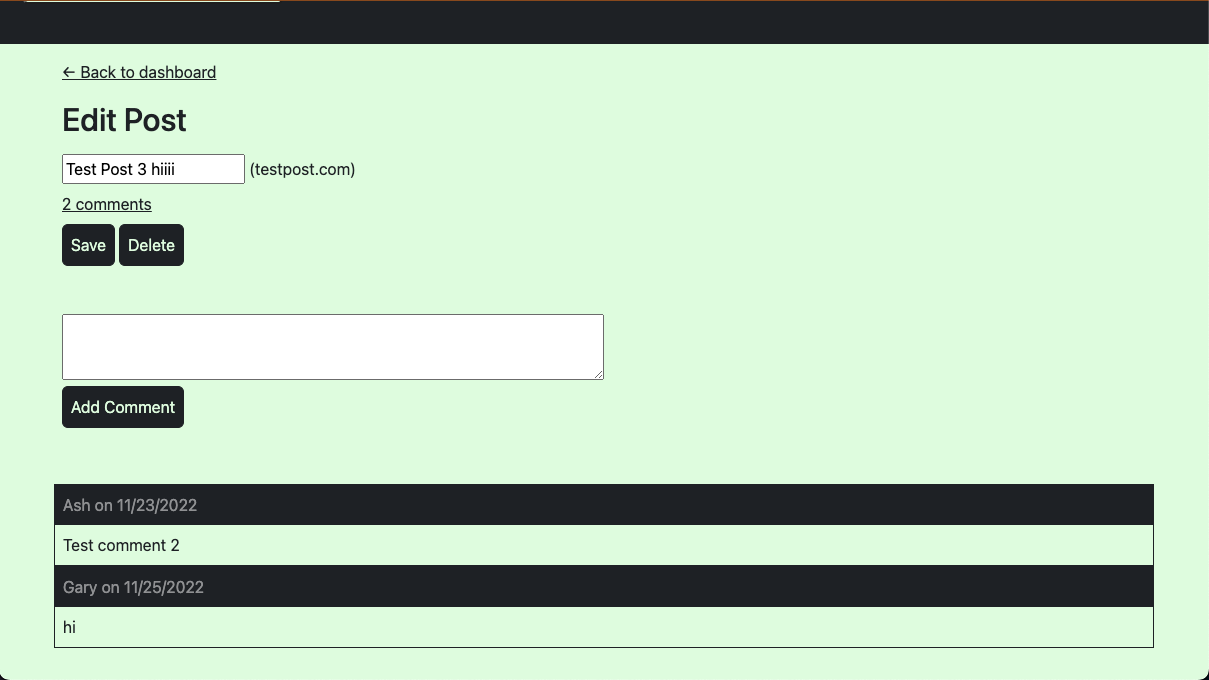 ← Back to dashboard
Edit Post
Test Post 3 hiiii (testpost.com)
2 comments
Save Delete
Add Comment
Ash on 11/23/2022
Test comment 2
Gary on 11/25/2022
hi